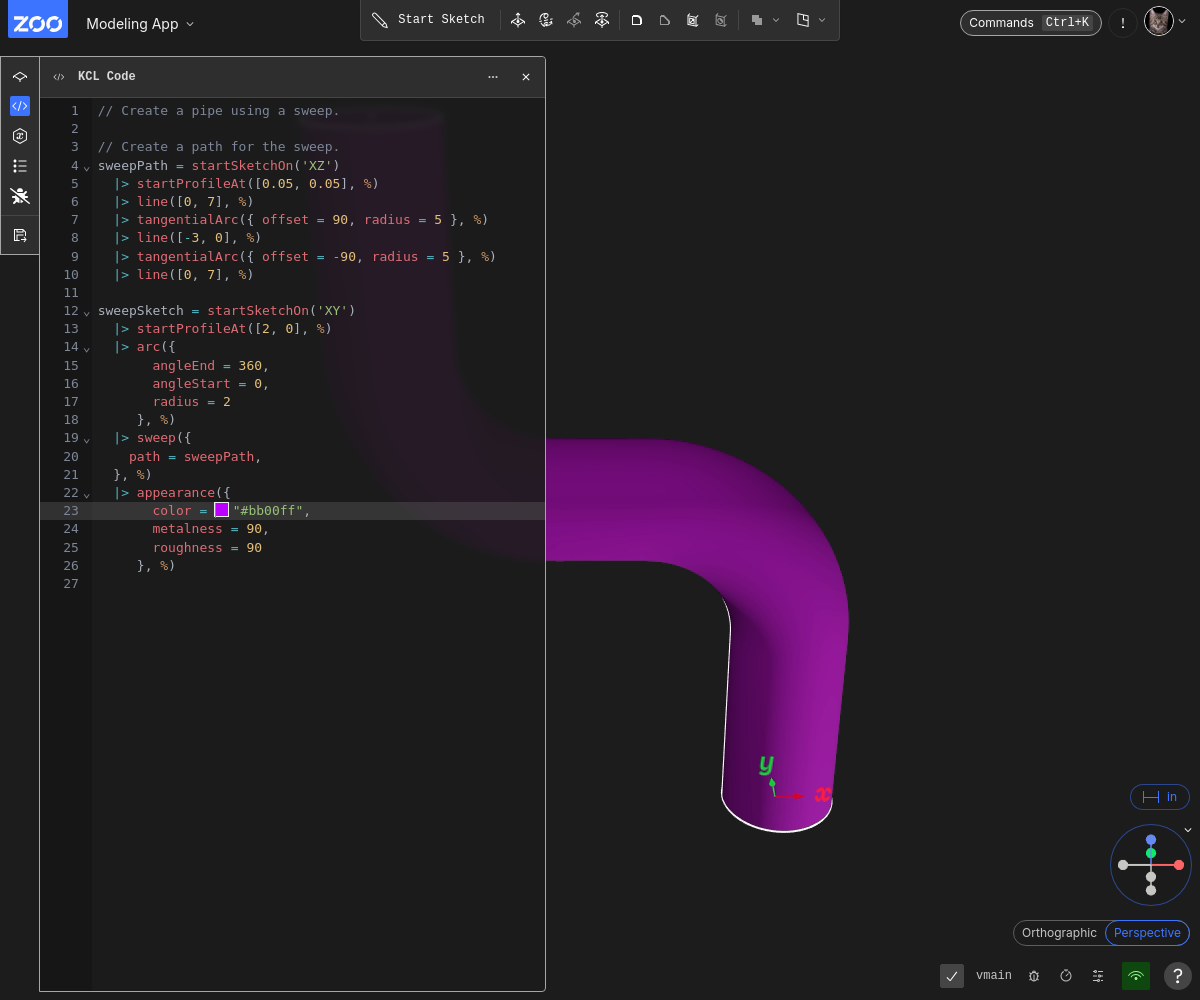 ZOO Modeling App Start Sketch Commands Ctrl+K !
KCL Code ...
1 // Create a pipe using a sweep.
2
3 // Create a path for the sweep.
4 sweepPath = startSketchOn('XZ')
5   |> startProfileAt([0.05, 0.05], %)
6   |> line([0, 7], %)
7   |> tangentialArc({ offset = 90, radius = 5 }, %)
8   |> line([-3, 0], %)
9   |> tangentialArc({ offset = -90, radius = 5 }, %)
10   |> line([0, 7], %)
11
12 sweepSketch = startSketchOn('XY')
13   |> startProfileAt([2, 0], %)
14   |> arc({
15        angleEnd = 360,
16        angleStart = 0,
17        radius = 2
18      }, %)
19   |> sweep({
20     path = sweepPath,
21   }, %)
22   |> appearance({
23        color = "#bb00ff",
24        metalness = 90,
25        roughness = 90
26      }, %)
27
y
x
in
Orthographic Perspective
vmain ?